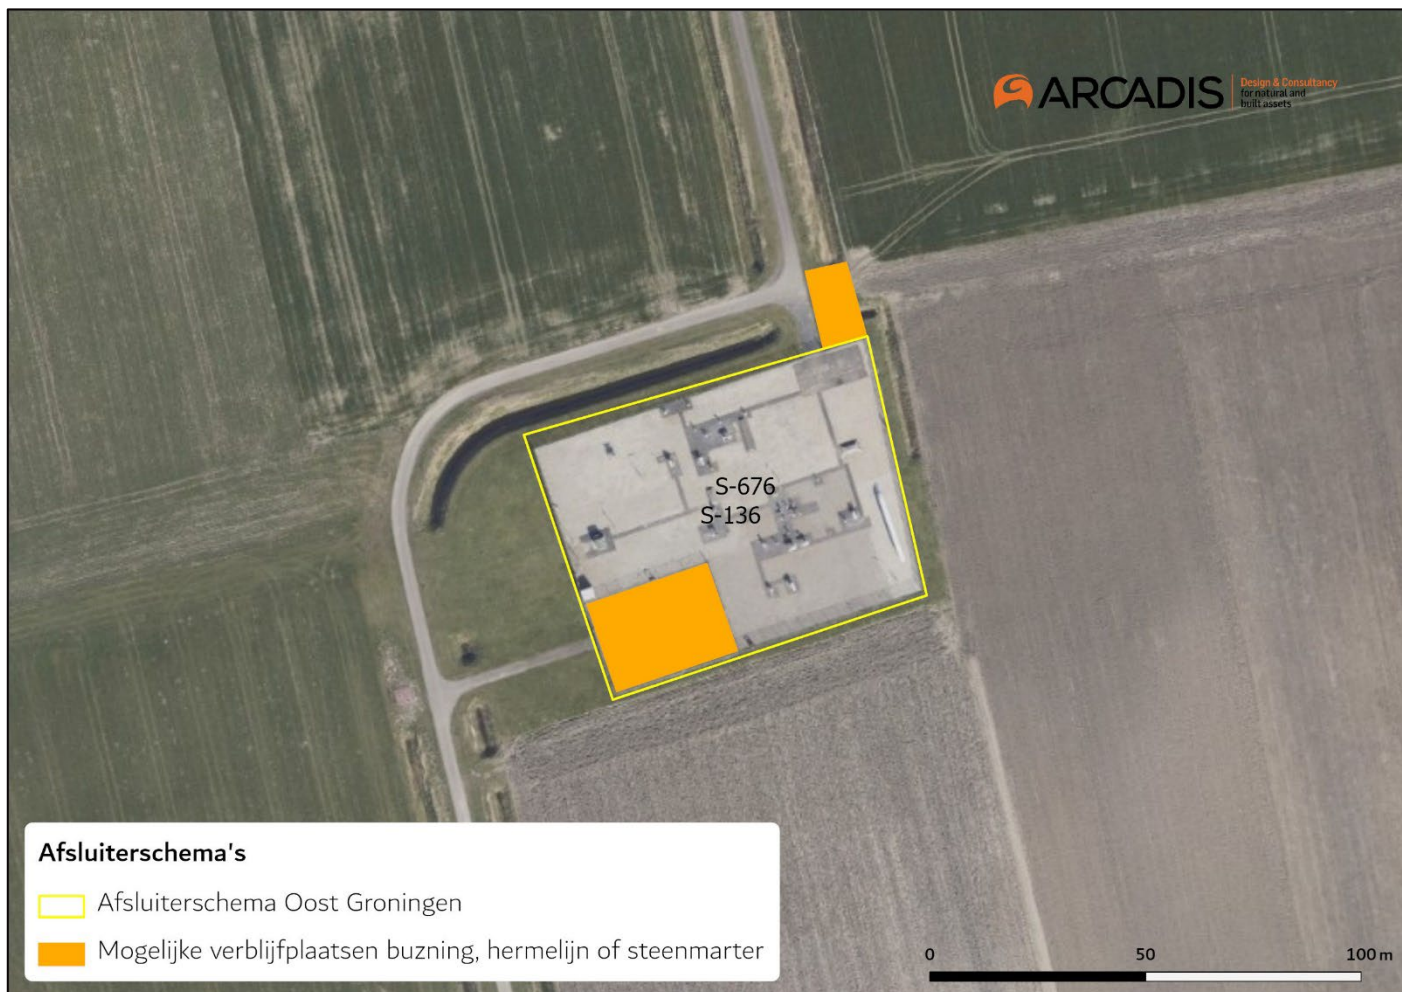 ARCADIS
Design & Consultancy
for natural and
built assets
S-676
S-136
Afsluiterschema's
Afsluiterschema Oost Groningen
Mogelijke verblijfplaatsen buzning, hermelijn of steenmarter
0 50 100 m